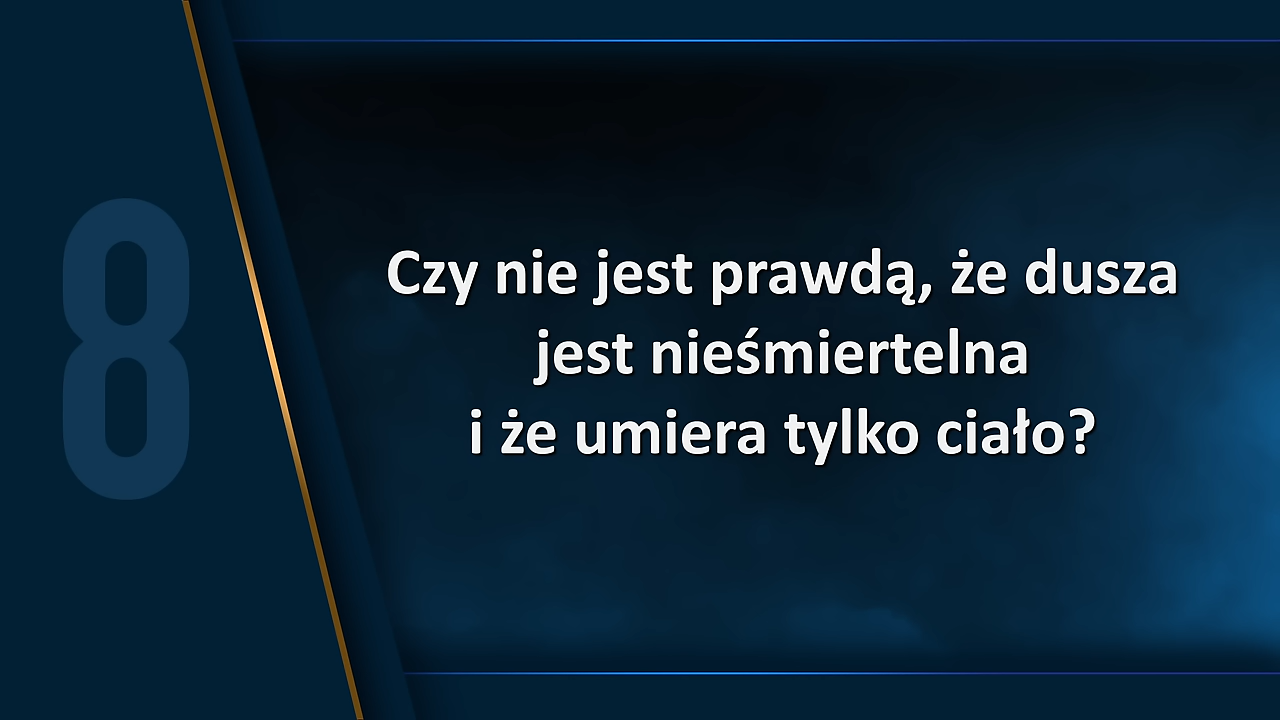 8
Czy nie jest prawdą, że dusza
jest nieśmiertelna
i że umiera tylko ciało?